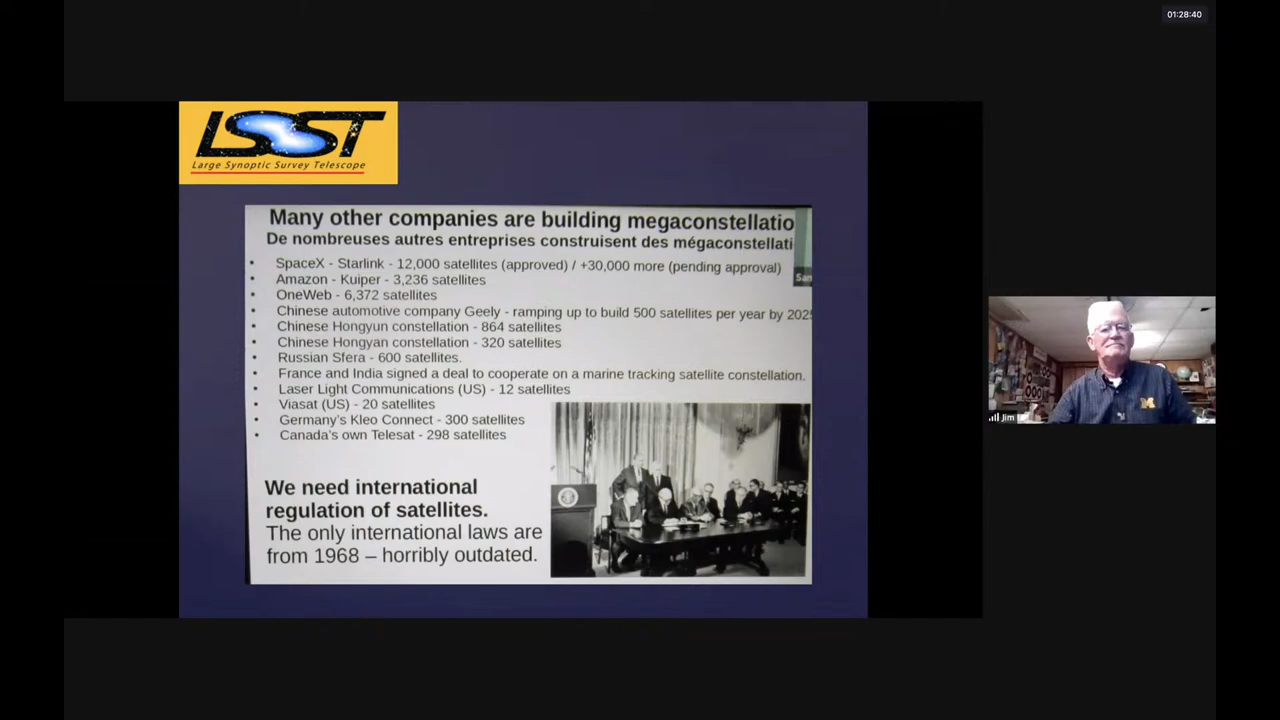 01:28:40
LSST
Large Synoptic Survey Telescope
Many other companies are building megaconstellatio
De nombreuses autres entreprises construisent des mégaconstellati
• SpaceX - Starlink - 12,000 satellites (approved) / +30,000 more (pending approval)
• Amazon - Kuiper - 3,236 satellites
• OneWeb - 6,372 satellites
• Chinese automotive company Geely - ramping up to build 500 satellites per year by 2025
• Chinese Hongyun constellation - 864 satellites
• Chinese Hongyan constellation - 320 satellites
• Russian Sfera - 600 satellites.
• France and India signed a deal to cooperate on a marine tracking satellite constellation.
• Laser Light Communications (US) - 12 satellites
• Viasat (US) - 20 satellites
• Germany's Kleo Connect - 300 satellites
• Canada's own Telesat - 298 satellites
We need international
regulation of satellites.
The only international laws are
from 1968 – horribly outdated.
Sam
Jim
M